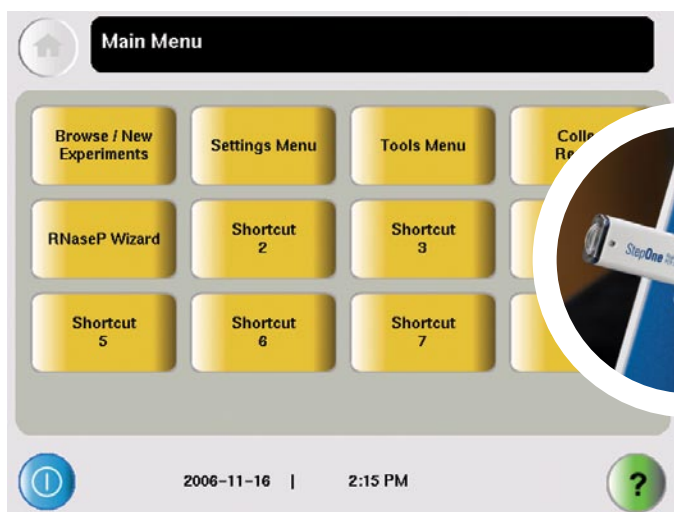 Main Menu
Browse / New
Experiments
Settings Menu
Tools Menu
RNaseP Wizard
Shortcut
2
Shortcut
3
StepOne
Shortcut
5
Shortcut
6
Shortcut
7
2006-11-16 | 2:15 PM
?